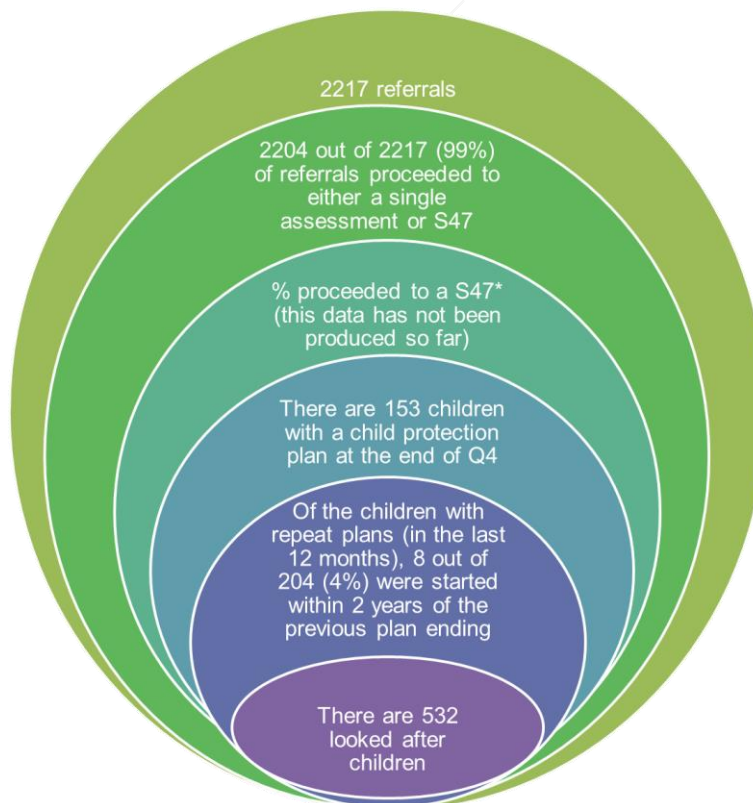 2217 referrals
2204 out of 2217 (99%)
of referrals proceeded to
either a single
assessment or S47
% proceeded to a S47*
(this data has not been
produced so far)
There are 153 children
with a child protection
plan at the end of Q4
Of the children with
repeat plans (in the last
12 months), 8 out of
204 (4%) were started
within 2 years of the
previous plan ending
There are 532
looked after
children